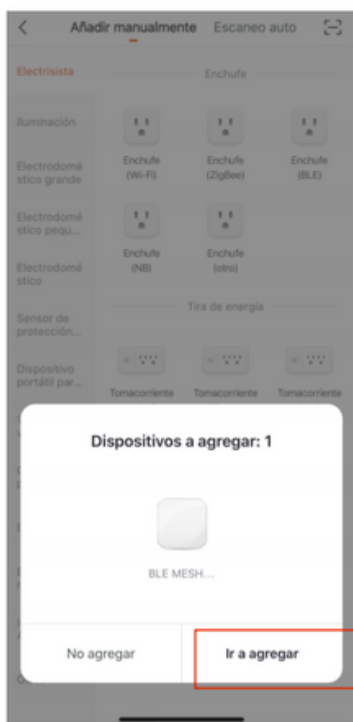 Añadir manualmente Escaneo auto
Electrisista
Enchufe
Iluminación
Enchufe (Wi-Fi)
Enchufe (ZigBee)
Enchufe (BLE)
Electrodomé
stico grande
Electrodomé
stico pequ...
Enchufe (NB)
Enchufe (otro)
Electrodomé
stico
Sensor de
protección...
Tira de energía
Dispositivo
portátil par...
Tomacorriente Tomacorriente Tomacorriente
Dispositivos a agregar: 1
BLE MESH...
No agregar Ir a agregar